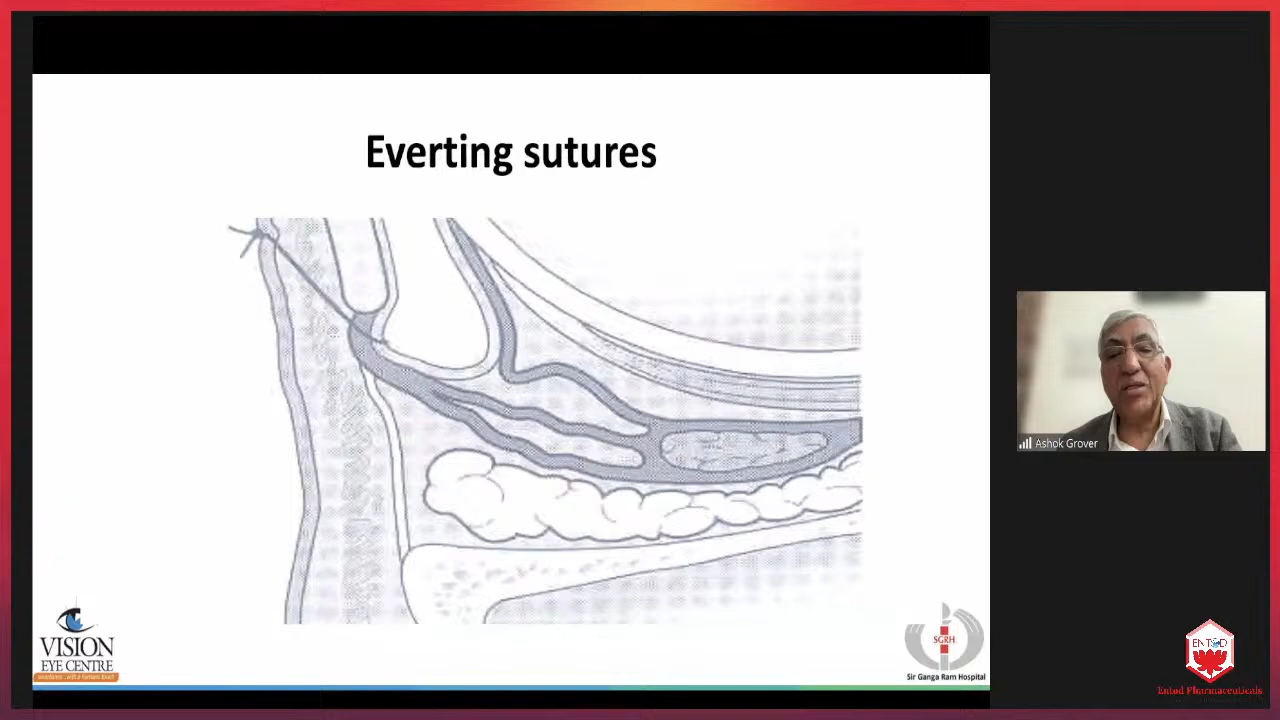 Everting sutures
Ashok Grover
VISION
EYE CENTRE
SGRH
Sir Ganga Ram Hospital
ENTOD
Entod Pharmaceuticals